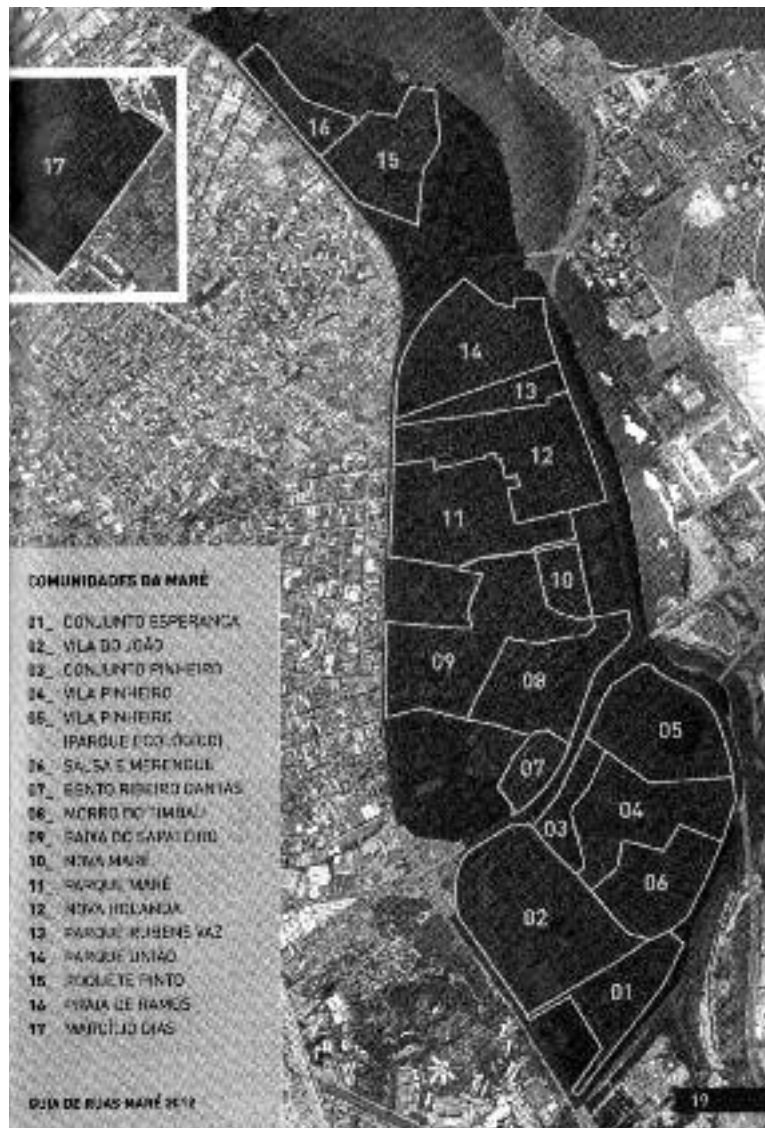 17
16
15
14
13
12
11
10
09
08
07
05
04
03
06
02
01
COMUNIDADES DA MARÉ
01_ CONJUNTO ESPERANÇA
02_ VILA DO JOÃO
03_ CONJUNTO PINHEIRO
04_ VILA PINHEIRO
05_ VILA PINHEIRO
(PARQUE ECOLÓGICO)
06_ SALSA E MERENGUE
07_ BENTO RIBEIRO DANTAS
08_ MORRO DO TIMBAU
09_ BAIXA DO SAPATEIRO
10_ NOVA MARÉ
11_ PARQUE MARÉ
12_ NOVA HOLANDA
13_ PARQUE RUBENS VAZ
14_ PARQUE UNIÃO
15_ ROQUETE PINTO
16_ PRAIA DE RAMOS
17_ MARCÍLIO DIAS
GUIA DE RUAS MARÉ 2012
19